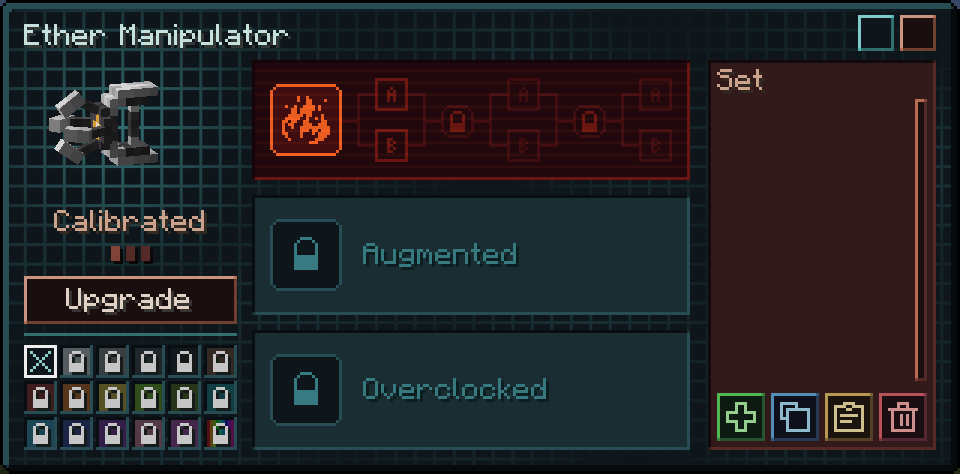 Ether Manipulator
Set
A A A
B B B
Calibrated
Augmented
Upgrade
Overclocked